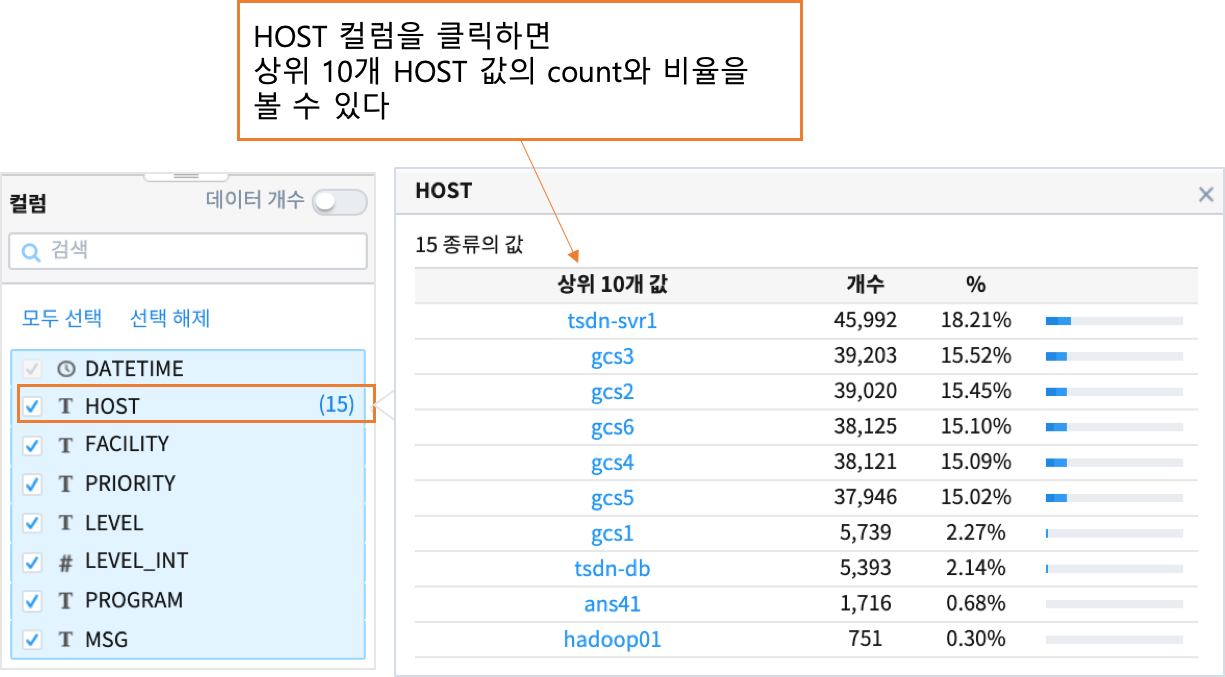 HOST 컬럼을 클릭하면
상위 10개 HOST 값의 count와 비율을
볼 수 있다
컬럼 데이터 개수
검색
모두 선택 선택 해제
DATETIME
T HOST (15)
T FACILITY
T PRIORITY
T LEVEL
# LEVEL_INT
T PROGRAM
T MSG
HOST
15 종류의 값
상위 10개 값 개수 %
tsdn-svr1 45,992 18.21%
gcs3 39,203 15.52%
gcs2 39,020 15.45%
gcs6 38,125 15.10%
gcs4 38,121 15.09%
gcs5 37,946 15.02%
gcs1 5,739 2.27%
tsdn-db 5,393 2.14%
ans41 1,716 0.68%
hadoop01 751 0.30%